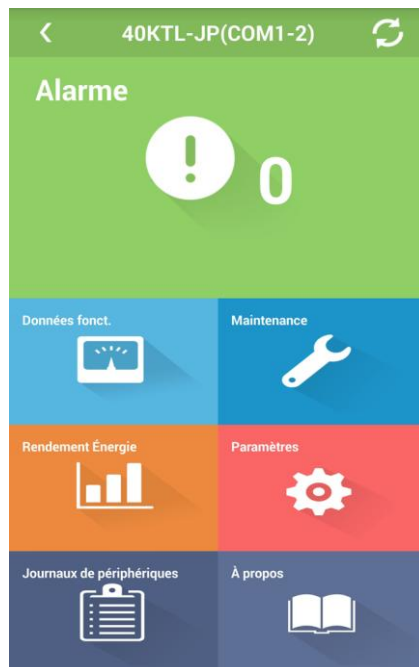 40KTL-JP(COM1-2)
Alarme
0
Données fonct.
Maintenance
Rendement Énergie
Paramètres
Journaux de périphériques
À propos